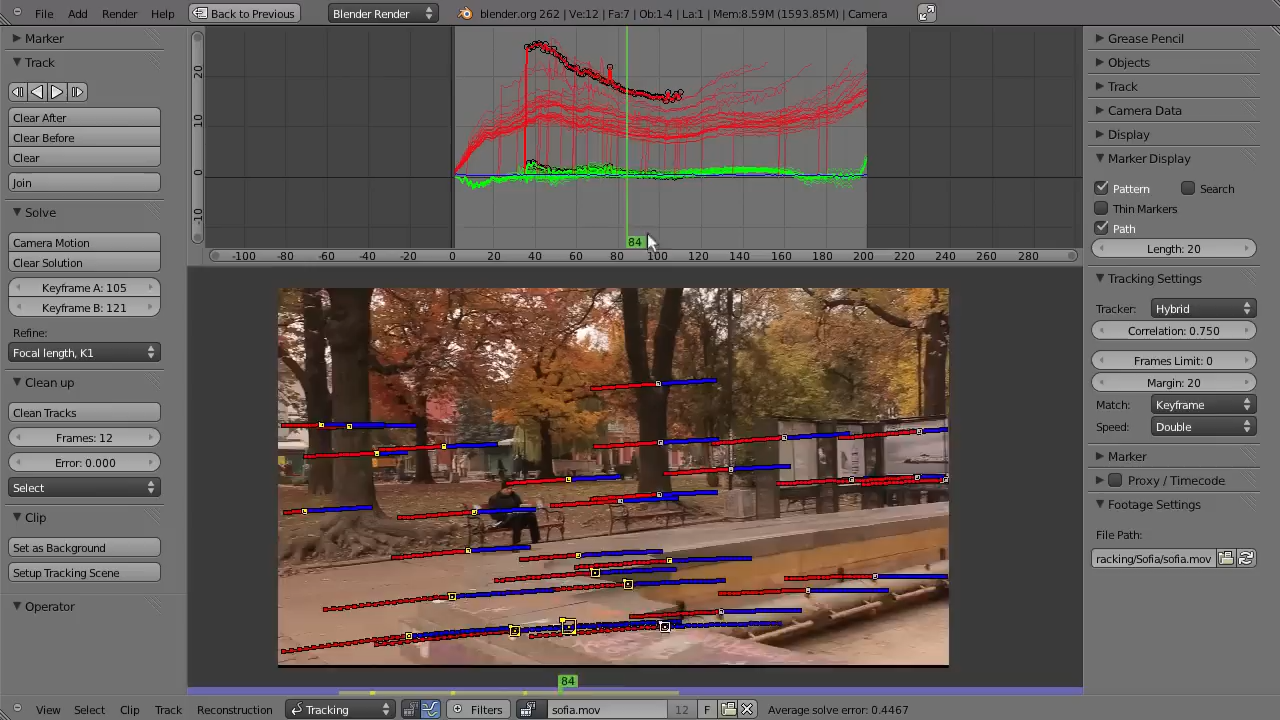 File Add Render Help Back to Previous Blender Render blender.org 262 | Ve:12 | Fa:7 | Ob:1-4 | La:1 | Mem:8.59M (1593.85M) | Camera
Marker
Track
Clear After
Clear Before
Clear
Join
Solve
Camera Motion
Clear Solution
Keyframe A: 105
Keyframe B: 121
Refine:
Focal length, K1
Clean up
Clean Tracks
Frames: 12
Error: 0.000
Select
Clip
Set as Background
Setup Tracking Scene
Operator
20
10
0
-10
84
-100 -80 -60 -40 -20 0 20 40 60 80 100 120 140 160 180 200 220 240 260 280
84
Grease Pencil
Objects
Track
Camera Data
Display
Marker Display
Pattern Search
Thin Markers
Path
Length: 20
Tracking Settings
Tracker: Hybrid
Correlation: 0.750
Frames Limit: 0
Margin: 20
Match: Keyframe
Speed: Double
Marker
Proxy / Timecode
Footage Settings
File Path:
racking/Sofia/sofia.mov
View Select Clip Track Reconstruction Tracking Filters sofia.mov 12 F Average solve error: 0.4467